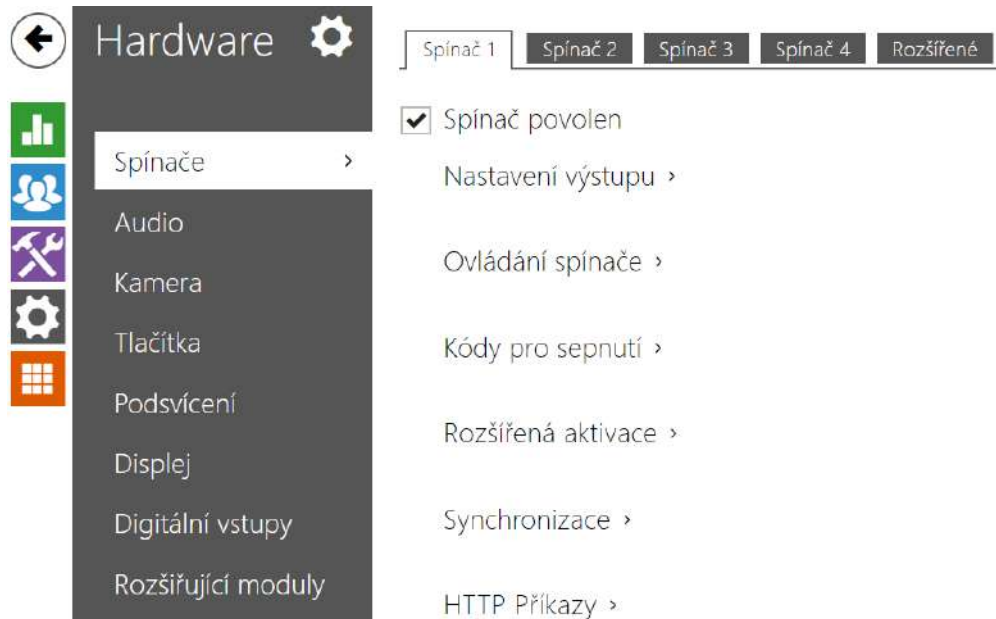 Hardware
Spínače
Audio
Kamera
Tlačítka
Podsvícení
Displej
Digitální vstupy
Rozšiřující moduly
Spínač 1
Spínač 2
Spínač 3
Spínač 4
Rozšířené
Spínač povolen
Nastavení výstupu
Ovládání spínače
Kódy pro sepnutí
Rozšířená aktivace
Synchronizace
HTTP Příkazy